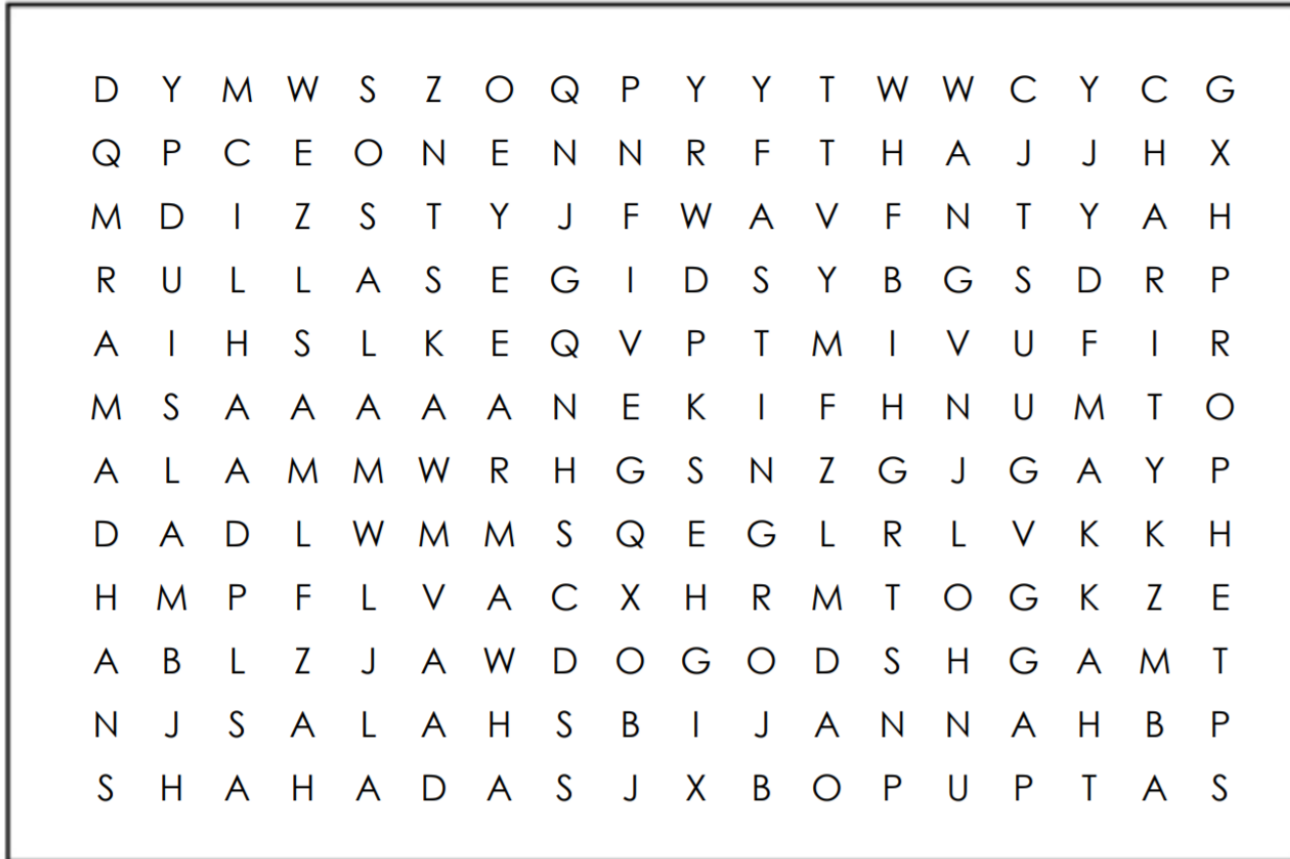 D Y M W S Z O Q P Y Y T W W C Y C G
Q P C E O N E N N R F T H A J J H X
M D I Z S T Y J F W A V F N T Y A H
R U L L A S E G I D S Y B G S D R P
A I H S L K E Q V P T M I V U F I R
M S A A A A A N E K I F H N U M T O
A L A M M W R H G S N Z G J G A Y P
D A D L W M M S Q E G L R L V K K H
H M P F L V A C X H R M T O G K Z E
A B L Z J A W D O G O D S H G A M T
N J S A L A H S B I J A N N A H B P
S H A H A D A S J X B O P U P T A S